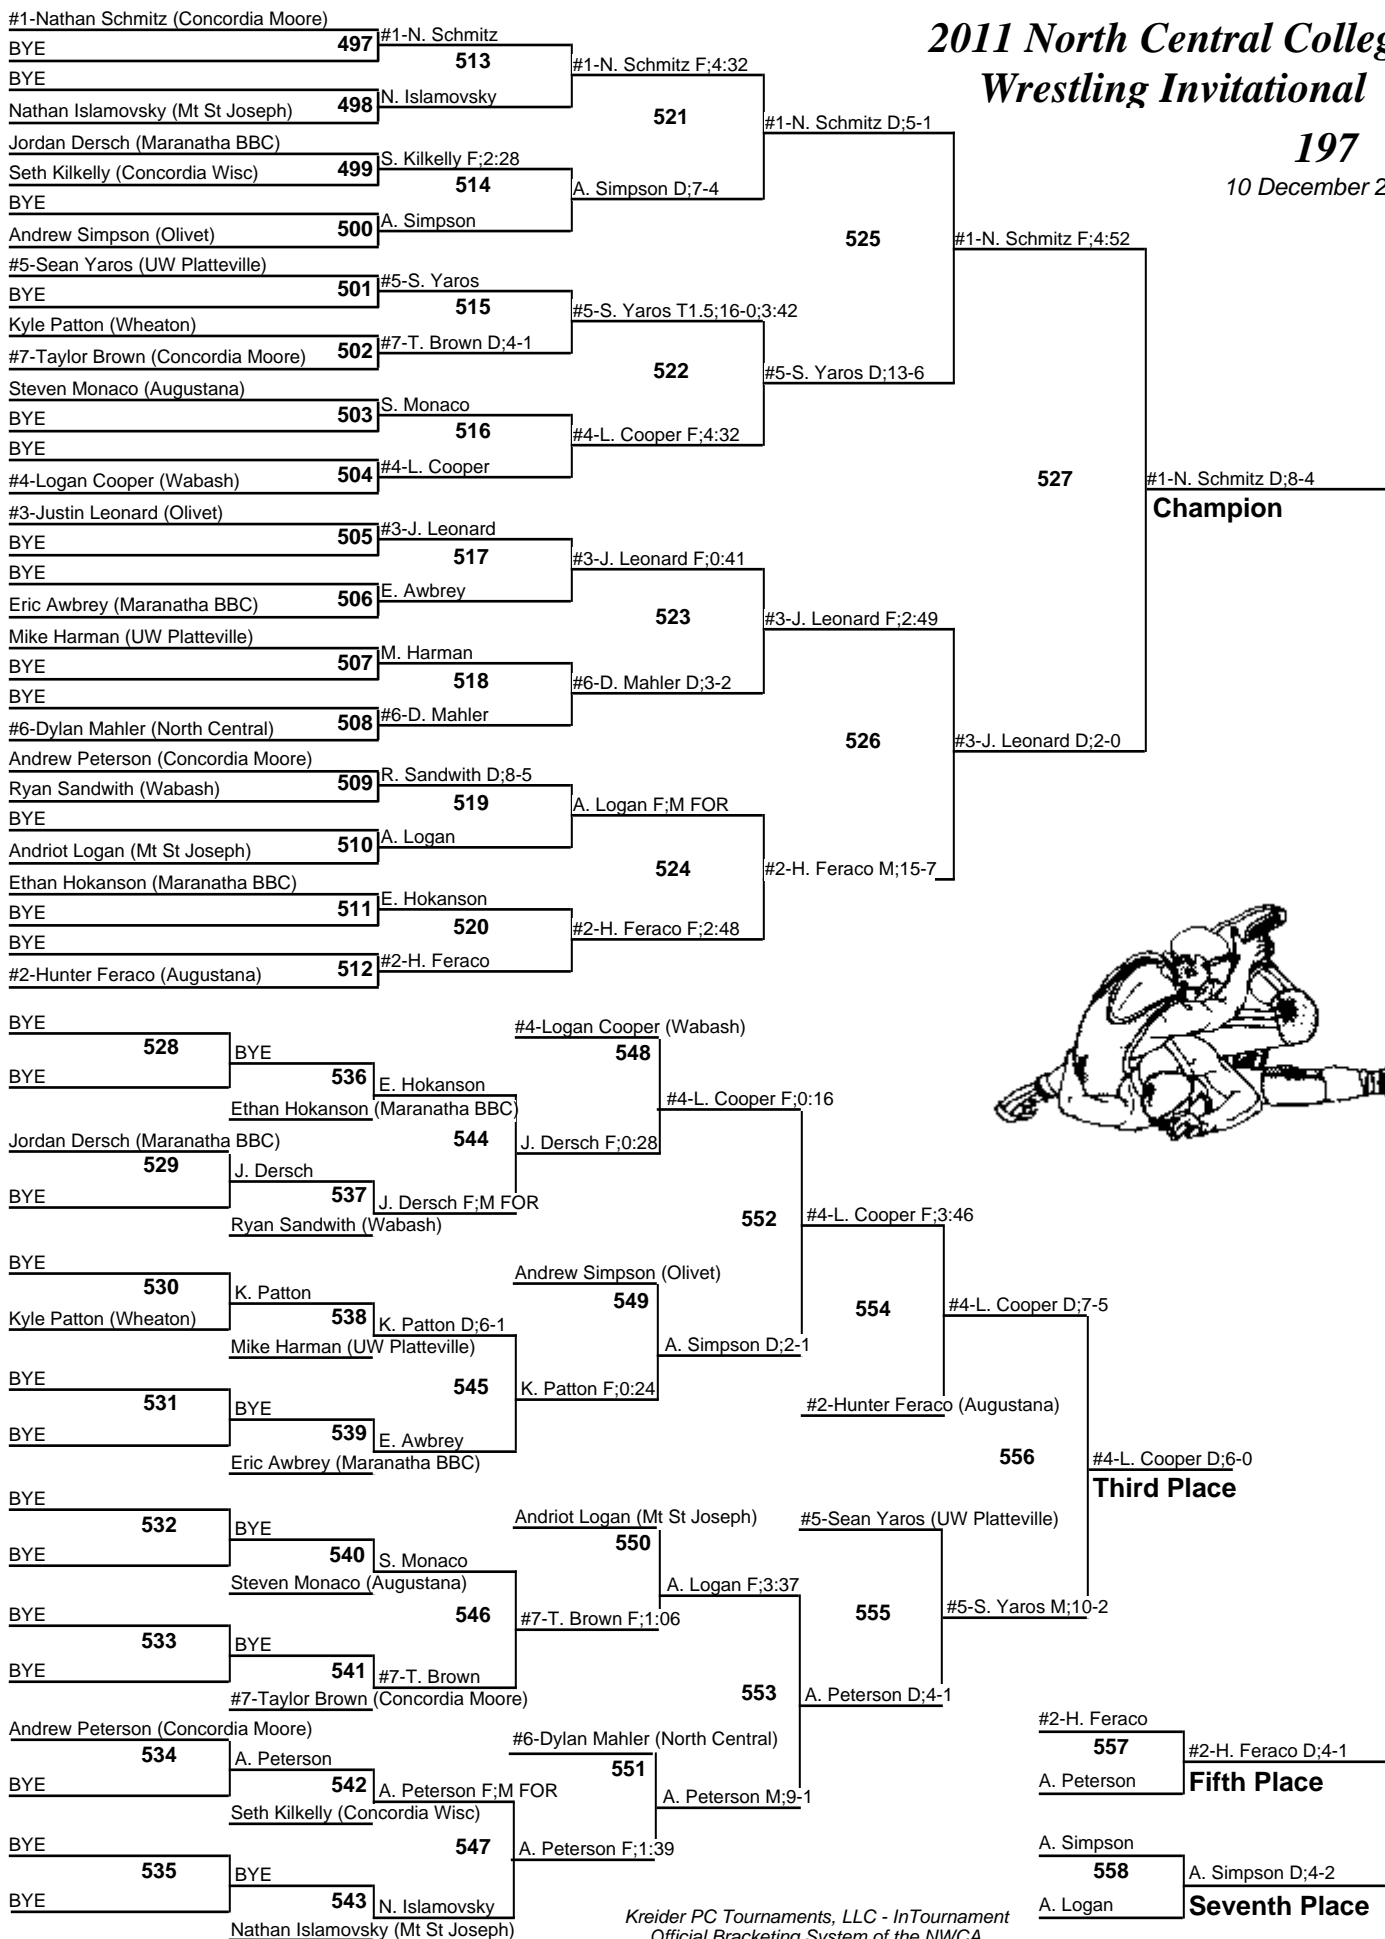 2011 North Central Colleg
Wrestling Invitational
197
10 December 2
#1-Nathan Schmitz (Concordia Moore)
BYE
497
BYE
Nathan Islamovsky (Mt St Joseph)
498
Jordan Dersch (Maranatha BBC)
Seth Kilkelly (Concordia Wisc)
499
BYE
Andrew Simpson (Olivet)
500
#5-Sean Yaros (UW Platteville)
BYE
501
Kyle Patton (Wheaton)
#7-Taylor Brown (Concordia Moore)
502
Steven Monaco (Augustana)
BYE
503
BYE
#4-Logan Cooper (Wabash)
504
#3-Justin Leonard (Olivet)
BYE
505
BYE
Eric Awbrey (Maranatha BBC)
506
Mike Harman (UW Platteville)
BYE
507
BYE
#6-Dylan Mahler (North Central)
508
Andrew Peterson (Concordia Moore)
Ryan Sandwith (Wabash)
509
BYE
Andriot Logan (Mt St Joseph)
510
Ethan Hokanson (Maranatha BBC)
BYE
511
BYE
#2-Hunter Feraco (Augustana)
512
#1-N. Schmitz
513
N. Islamovsky
S. Kilkelly F;2:28
514
A. Simpson
#5-S. Yaros
515
#7-T. Brown D;4-1
S. Monaco
516
#4-L. Cooper
#3-J. Leonard
517
E. Awbrey
M. Harman
518
#6-D. Mahler
R. Sandwith D;8-5
519
A. Logan
E. Hokanson
520
#2-H. Feraco
#1-N. Schmitz F;4:32
521
A. Simpson D;7-4
#5-S. Yaros T1.5;16-0;3:42
522
#4-L. Cooper F;4:32
#3-J. Leonard F;0:41
523
#6-D. Mahler D;3-2
A. Logan F;M FOR
524
#2-H. Feraco F;2:48
#1-N. Schmitz D;5-1
525
#5-S. Yaros D;13-6
#3-J. Leonard F;2:49
526
#2-H. Feraco M;15-7
#1-N. Schmitz F;4:52
527
#3-J. Leonard D;2-0
#1-N. Schmitz D;8-4
Champion
BYE
528
BYE
Jordan Dersch (Maranatha BBC)
529
BYE
BYE
530
Kyle Patton (Wheaton)
BYE
531
BYE
BYE
532
BYE
BYE
533
BYE
Andrew Peterson (Concordia Moore)
534
BYE
BYE
535
BYE
BYE
536
Ethan Hokanson (Maranatha BBC)
J. Dersch
537
Ryan Sandwith (Wabash)
K. Patton
538
Mike Harman (UW Platteville)
BYE
539
Eric Awbrey (Maranatha BBC)
BYE
540
Steven Monaco (Augustana)
BYE
541
#7-Taylor Brown (Concordia Moore)
A. Peterson
542
Seth Kilkelly (Concordia Wisc)
BYE
543
Nathan Islamovsky (Mt St Joseph)
E. Hokanson
544
J. Dersch F;M FOR
K. Patton D;6-1
545
E. Awbrey
S. Monaco
546
#7-T. Brown
A. Peterson F;M FOR
547
N. Islamovsky
#4-Logan Cooper (Wabash)
548
J. Dersch F;0:28
Andrew Simpson (Olivet)
549
K. Patton F;0:24
Andriot Logan (Mt St Joseph)
550
#7-T. Brown F;1:06
#6-Dylan Mahler (North Central)
551
A. Peterson F;1:39
#4-L. Cooper F;0:16
552
A. Simpson D;2-1
A. Logan F;3:37
553
A. Peterson M;9-1
#4-L. Cooper F;3:46
554
#2-Hunter Feraco (Augustana)
#5-Sean Yaros (UW Platteville)
555
A. Peterson D;4-1
#4-L. Cooper D;7-5
556
#5-S. Yaros M;10-2
#4-L. Cooper D;6-0
Third Place
#2-H. Feraco
557
A. Peterson
#2-H. Feraco D;4-1
Fifth Place
A. Simpson
558
A. Logan
A. Simpson D;4-2
Seventh Place
Kreider PC Tournaments, LLC - InTournament
Official Bracketing System of the NWCA